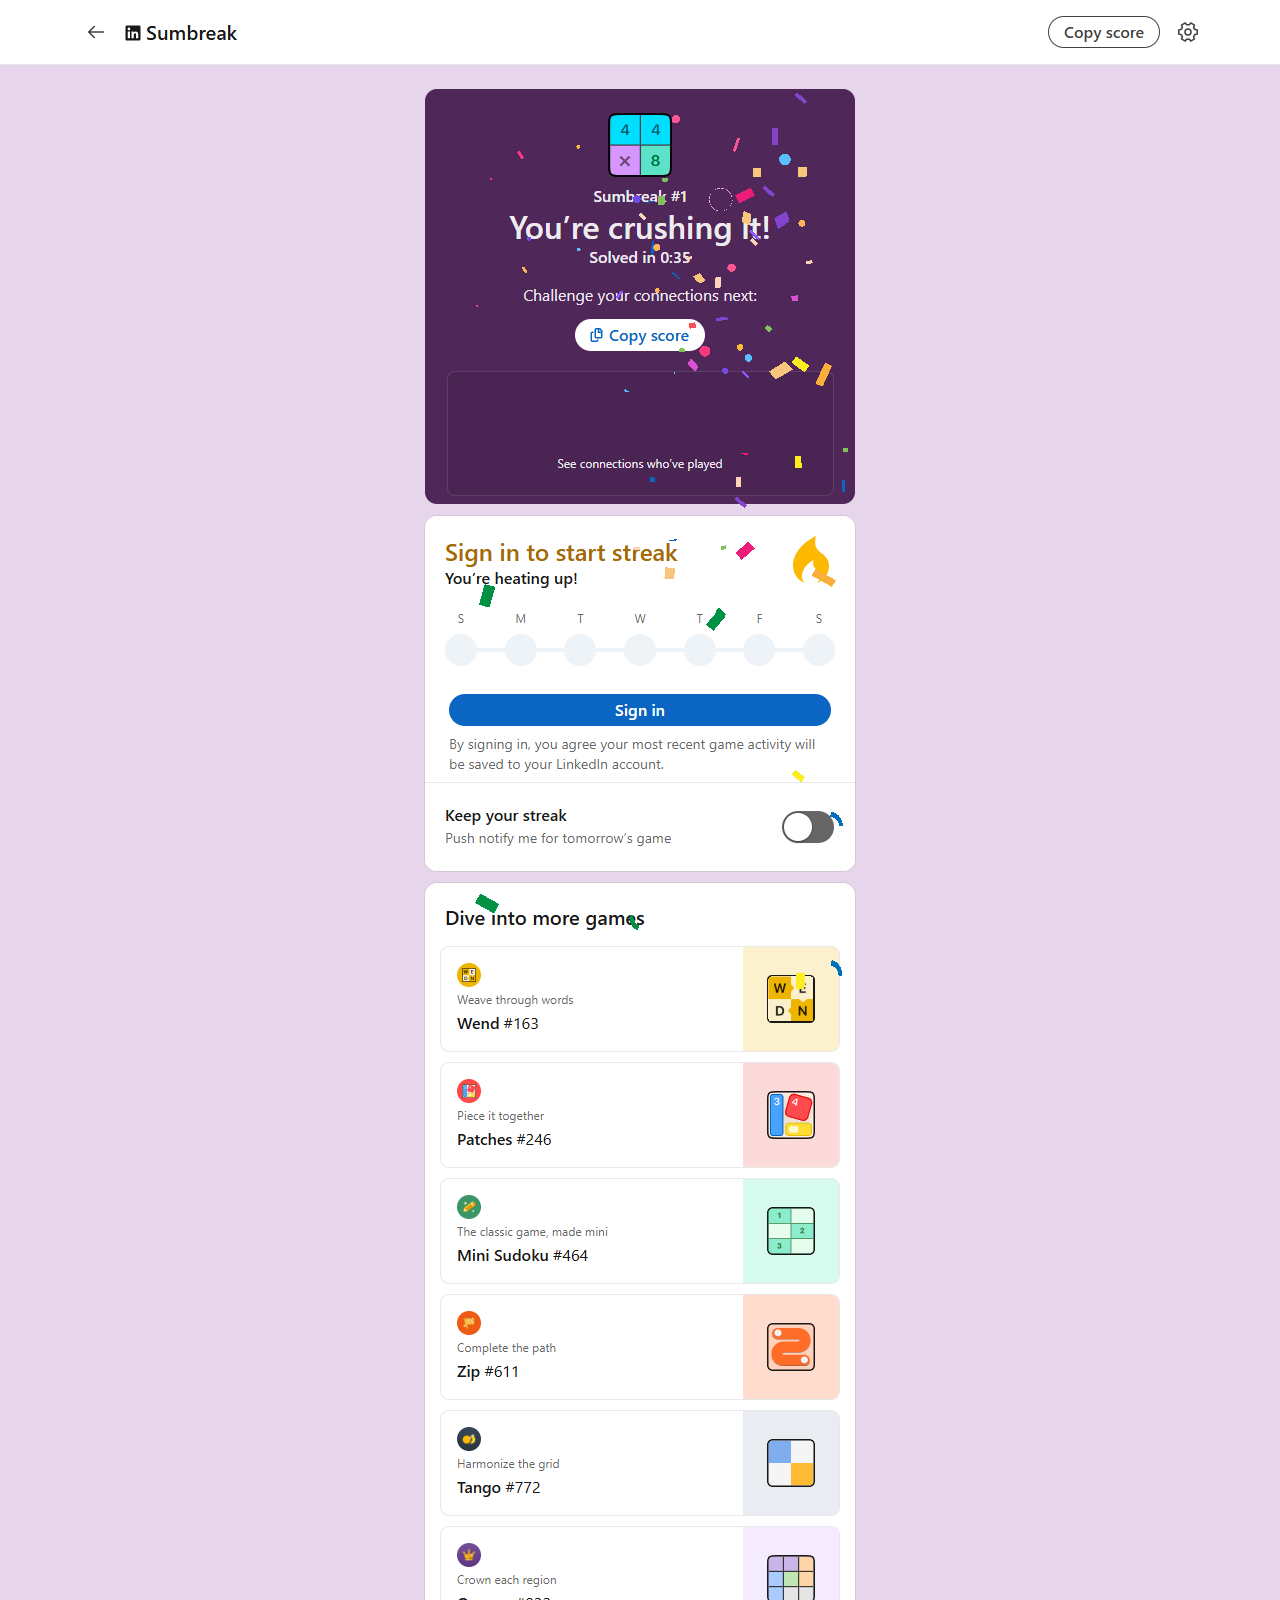 in Sumbreak
Copy score
4 4
× 8
Sumbreak #1
You’re crushing it!
Solved in 0:35
Challenge your connections next:
Copy score
See connections who’ve played
Sign in to start streak
You’re heating up!
S M T W T F S
Sign in
By signing in, you agree your most recent game activity will
be saved to your LinkedIn account.
Keep your streak
Push notify me for tomorrow’s game
Dive into more games
Weave through words
Wend #163
W E
D N
Piece it together
Patches #246
3 4
The classic game, made mini
Mini Sudoku #464
1
2
3
Complete the path
Zip #611
Harmonize the grid
Tango #772
Crown each region